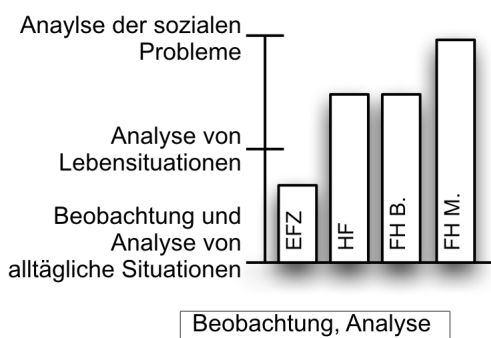 Anaylse der sozialen
Probleme
Analyse von
Lebensituationen
Beobachtung und
Analyse von
alltägliche Situationen
EFZ
HF
FH B.
FH M.
Beobachtung, Analyse